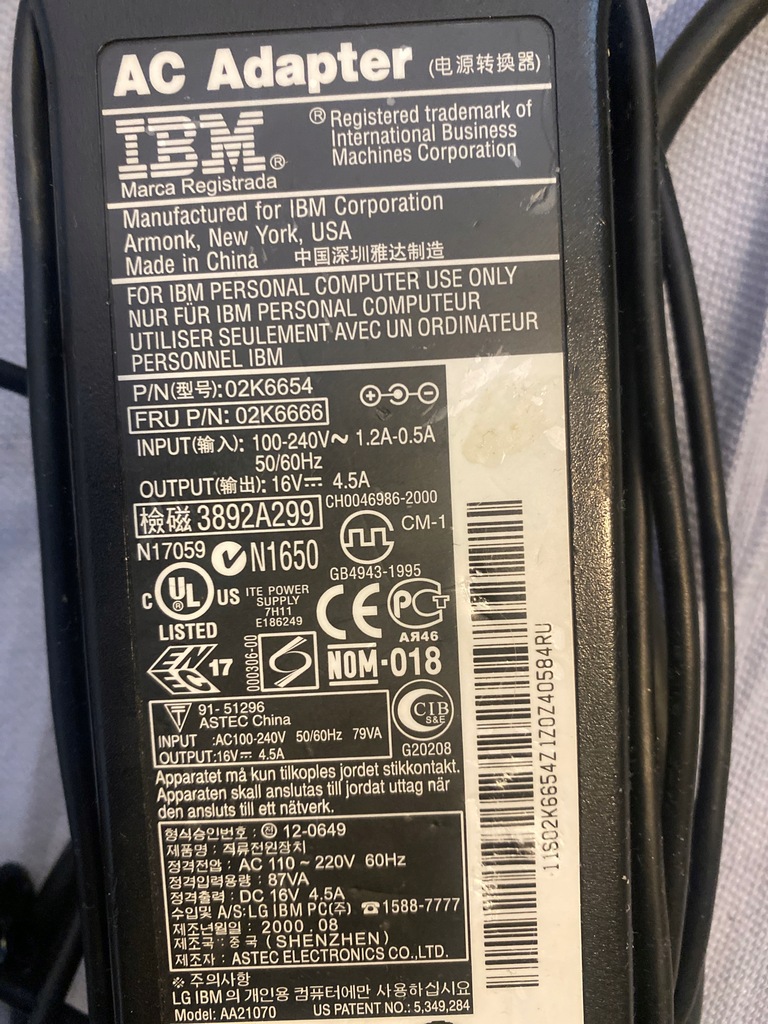 AC Adapter (电源转换器)
IBM®
Marca Registrada
® Registered trademark of
International Business
Machines Corporation
Manufactured for IBM Corporation
Armonk, New York, USA
Made in China 中国深圳雅达制造
FOR IBM PERSONAL COMPUTER USE ONLY
NUR FÜR IBM PERSONAL COMPUTEUR
UTILISER SEULEMENT AVEC UN ORDINATEUR
PERSONNEL IBM
P/N(型号): 02K6654
FRU P/N: 02K6666
INPUT(输入): 100-240V~ 1.2A-0.5A
50/60Hz
OUTPUT(输出): 16V⎓ 4.5A
CH0046986-2000
檢磁 3892A299
CM-1
N17059 N1650
GB4943-1995
C UL® US
LISTED
ITE POWER
SUPPLY
7H11
E186249
CE
PCT
АЯ46
17
000306-00
S
NOM-018
91-51296
ASTEC China
INPUT :AC100-240V 50/60Hz 79VA
OUTPUT:16V⎓ 4.5A
CIB
S&E
G20208
Apparatet må kun tilkoples jordet stikkontakt.
Apparaten skall anslutas till jordat uttag när
den ansluts till ett nätverk.
형식승인번호 : 12-0649
제품명 : 직류전원장치
정격전압 : AC 110 ~ 220V 60Hz
정격입력용량 : 87VA
정격출력 : DC 16V 4.5A
수입및 A/S: LG IBM PC(주) ☎1588-7777
제조년월일 : 2000 .08
제조국 : 중국 (SHENZHEN)
제조자 : ASTEC ELECTRONICS CO.,LTD.
※ 주의사항
LG IBM 의 개인용 컴퓨터에만 사용하십시요
Model: AA21070 US PATENT NO.: 5,349,284
11S02K6654Z1Z0Z40584RU